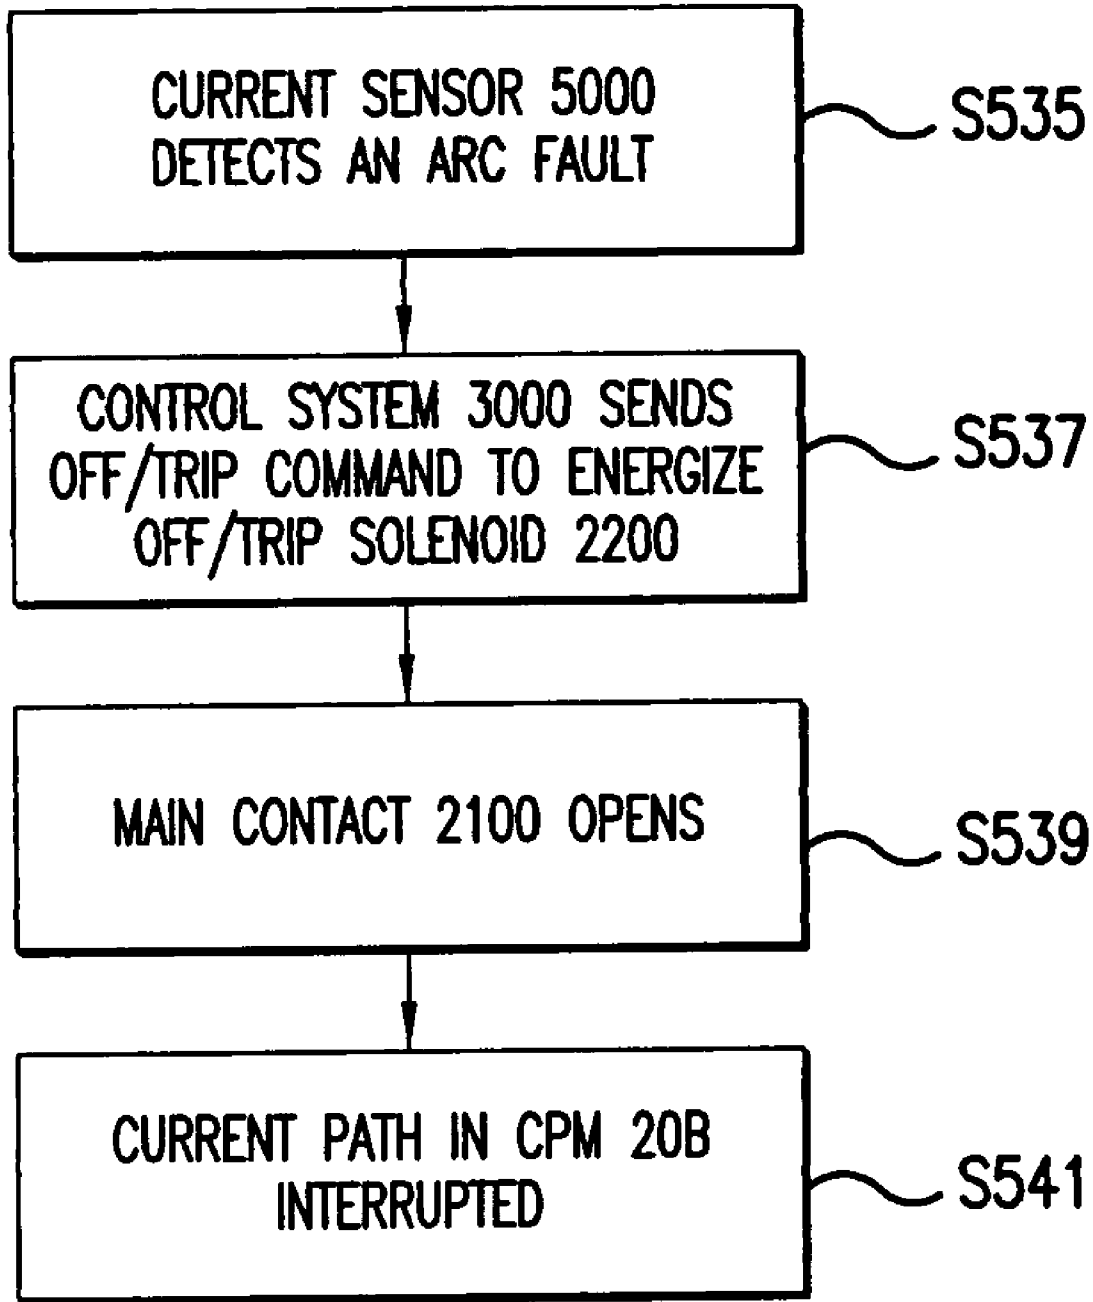 CURRENT SENSOR 5000
DETECTS AN ARC FAULT
S535
CONTROL SYSTEM 3000 SENDS
OFF/TRIP COMMAND TO ENERGIZE
OFF/TRIP SOLENOID 2200
S537
MAIN CONTACT 2100 OPENS
S539
CURRENT PATH IN CPM 20B
INTERRUPTED
S541